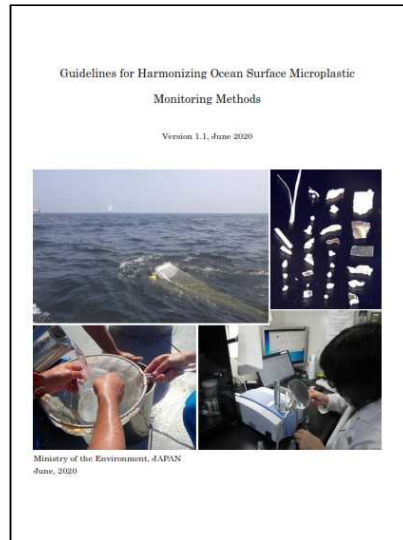 Guidelines for Harmonizing Ocean Surface Microplastic
Monitoring Methods
Version 1.1, June 2020
Ministry of the Environment, JAPAN
June, 2020